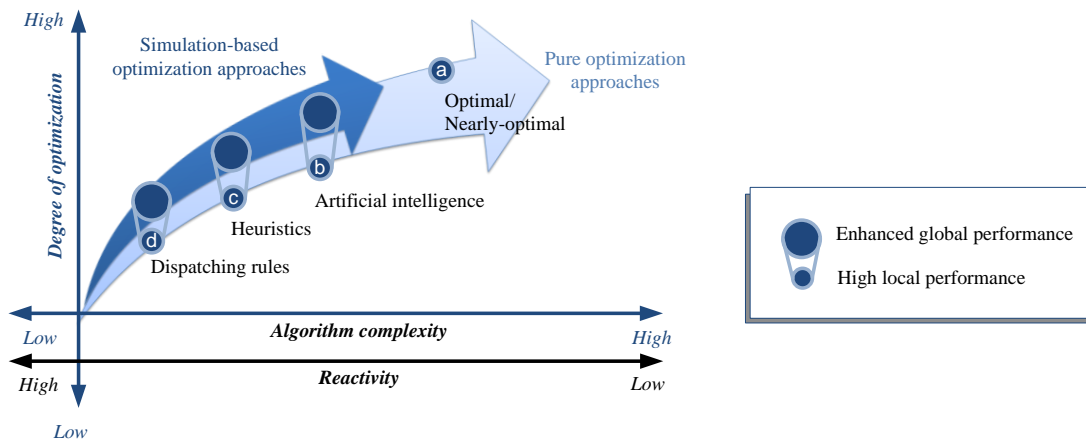 High
Simulation-based
optimization approaches
Pure optimization
approaches
a
Optimal/
Nearly-optimal
b
Artificial intelligence
c
Heuristics
d
Dispatching rules
Degree of optimization
Enhanced global performance
High local performance
Low
Algorithm complexity
High
High
Reactivity
Low
Low